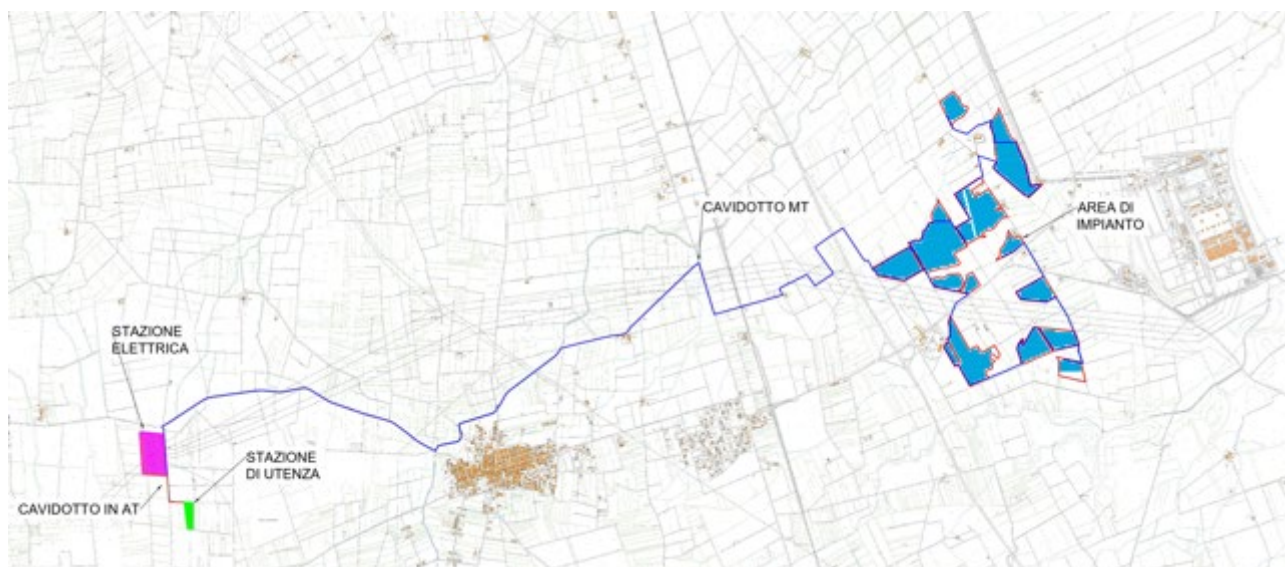 CAVIDOTTO MT
AREA DI
IMPIANTO
STAZIONE
ELETTRICA
STAZIONE
DI UTENZA
CAVIDOTTO IN AT